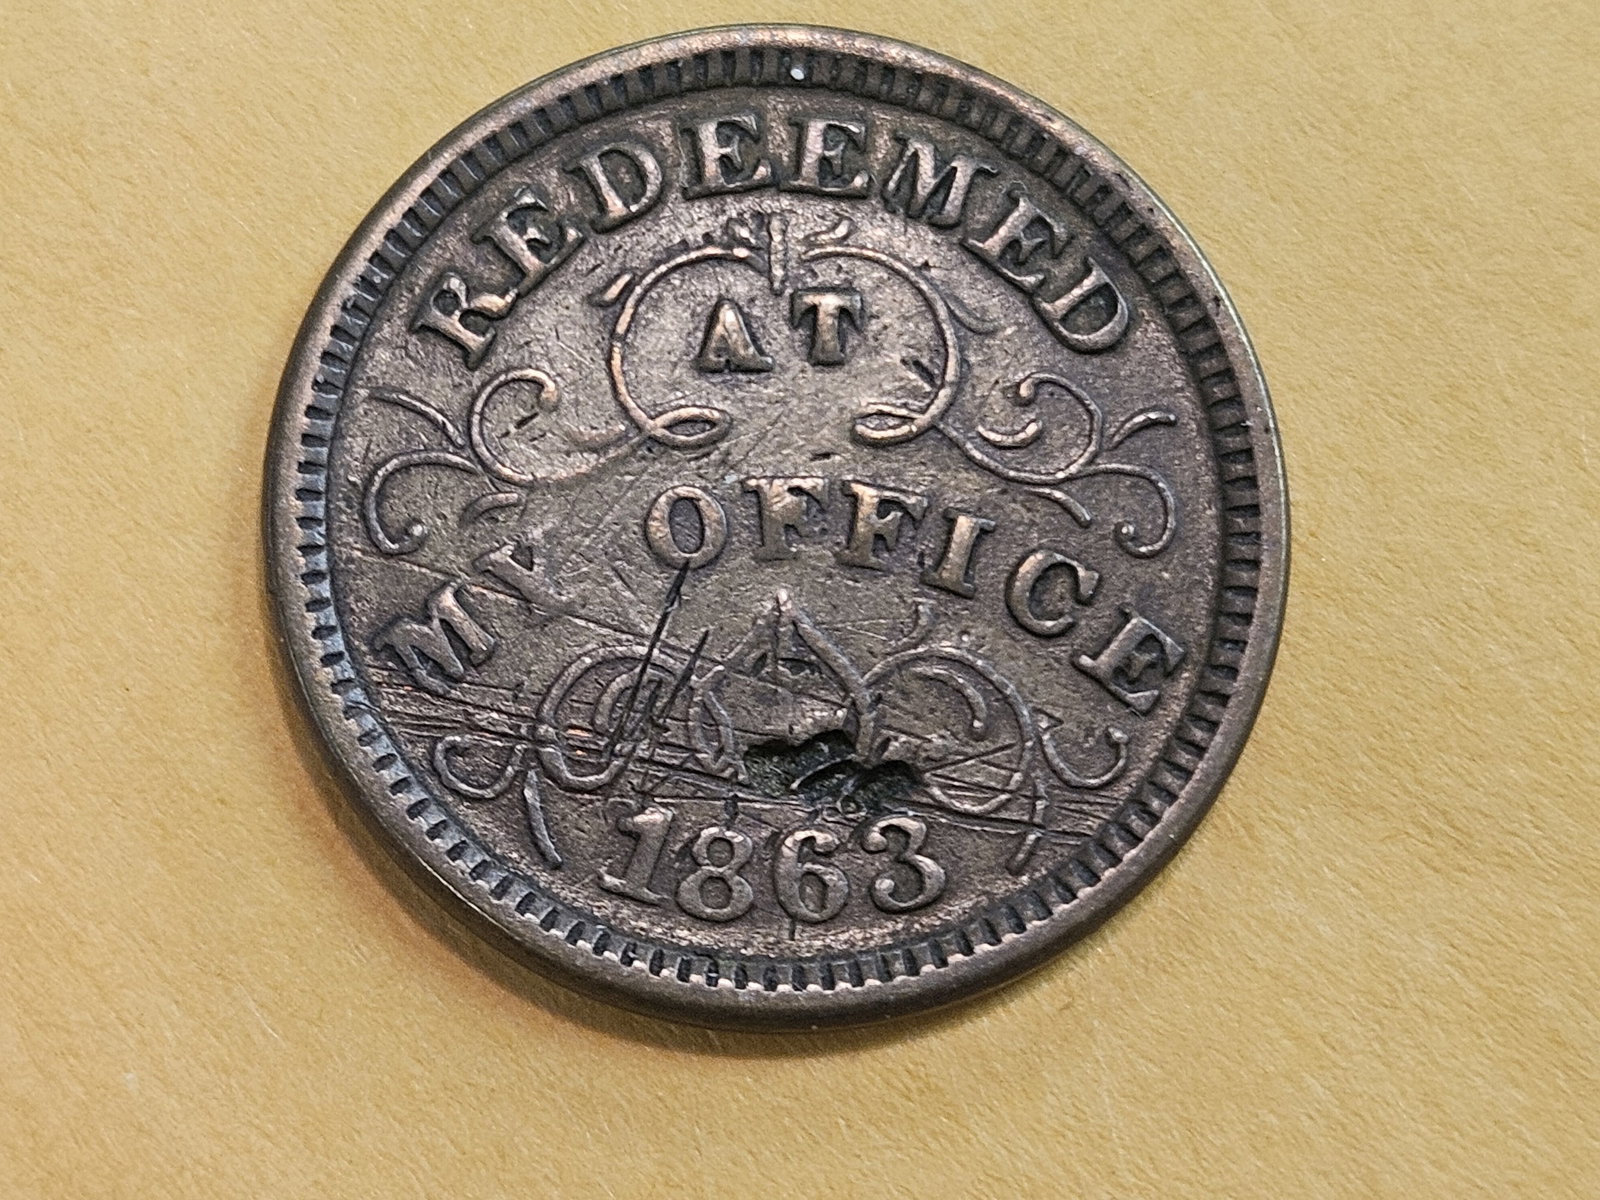 REDEEMED
AT
MY OFFICE
1863